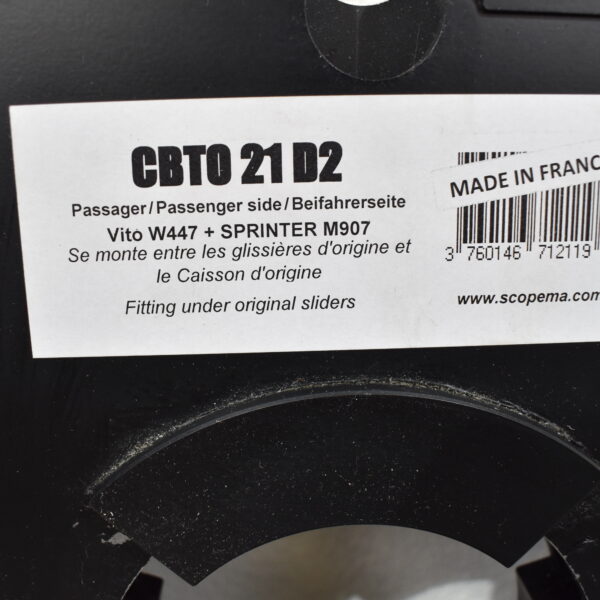 CBTO 21 D2
Passager/Passenger side/Beifahrerseite
Vito W447 + SPRINTER M907
Se monte entre les glissières d'origine et
le Caisson d'origine
Fitting under original sliders
MADE IN FRANC
3 760146 712119
www.scopema.com